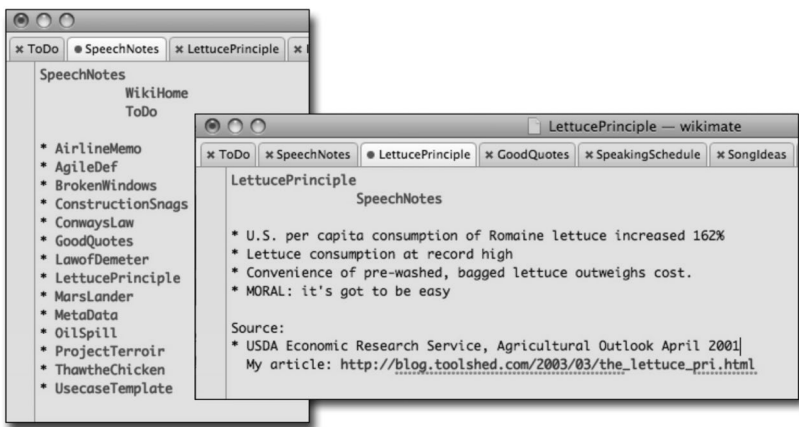 ToDo SpeechNotes LettucePrinciple
SpeechNotes
WikiHome
ToDo
* AirlineMemo
* AgileDef
* BrokenWindows
* ConstructionSnags
* ConwaysLaw
* GoodQuotes
* LawofDemeter
* LettucePrinciple
* MarsLander
* MetaData
* OilSpill
* ProjectTerroir
* ThawtheChicken
* UsecaseTemplate
LettucePrinciple — wikimate
ToDo SpeechNotes LettucePrinciple GoodQuotes SpeakingSchedule SongIdeas
LettucePrinciple
SpeechNotes
* U.S. per capita consumption of Romaine lettuce increased 162%
* Lettuce consumption at record high
* Convenience of pre-washed, bagged lettuce outweighs cost.
* MORAL: it's got to be easy
Source:
* USDA Economic Research Service, Agricultural Outlook April 2001
My article: http://blog.toolshed.com/2003/03/the_lettuce_pri.html